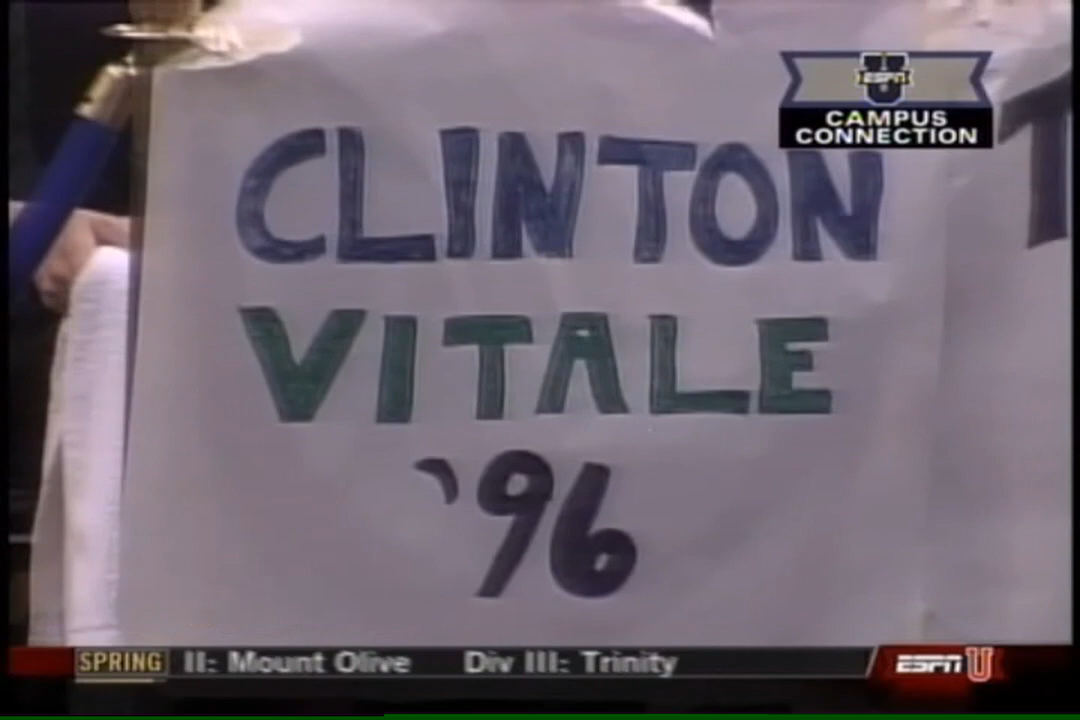 ESPN U
CAMPUS
CONNECTION
CLINTON
VITALE
'96
SPRING II: Mount Olive Div III: Trinity ESPN U